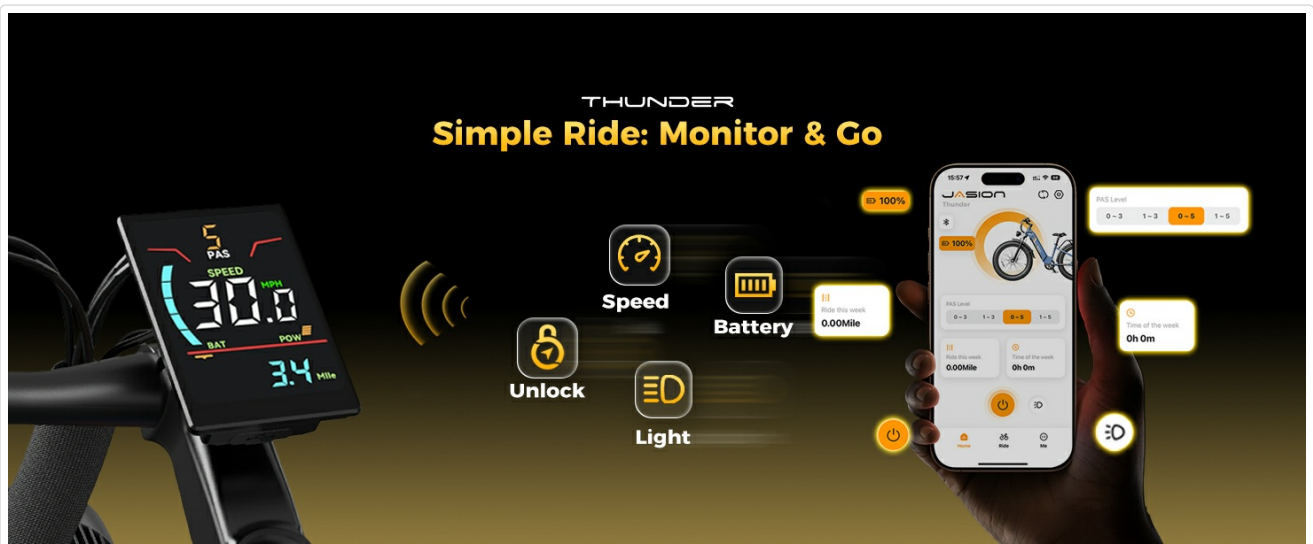 THUNDER
Simple Ride: Monitor & Go
5
PAS
SPEED
30.0 MPH
BAT POW
3.4 Mile
Speed
Battery
Unlock
Light
100%
Ride this week
0.00Mile
15:57
JASION
Thunder
100%
PAS Level
0~3 1~3 0~5 1~5
Ride this week
0.00Mile
Time of the week
0h 0m
Home Ride Me
PAS Level
0~3 1~3 0~5 1~5
Time of the week
0h 0m